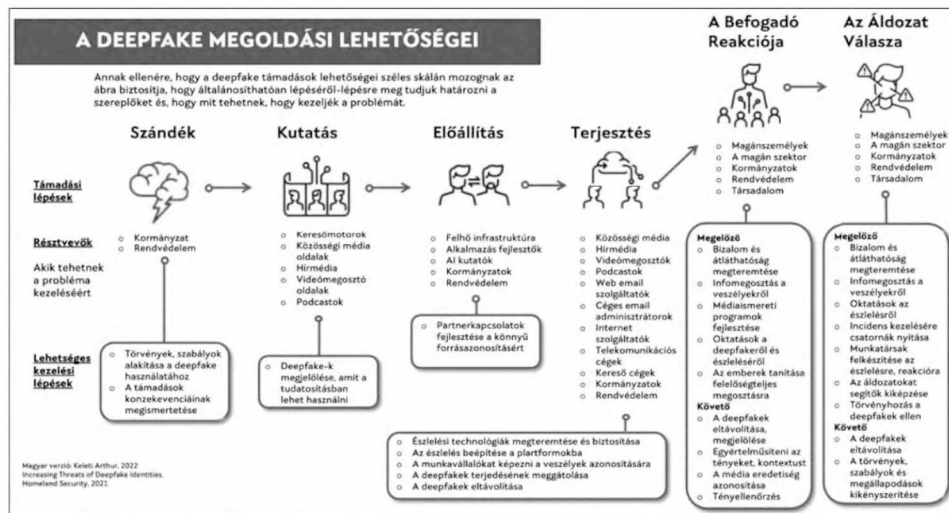 A DEEPFAKE MEGOLDÁSI LEHETŐSÉGEI
Annak ellenére, hogy a deepfake támadások lehetőségei széles skálán mozognak az
ábra biztosítja, hogy általánosíthatóan lépéséről-lépésre meg tudjuk határozni a
szereplőket és, hogy mit tehetnek, hogy kezeljék a problémát.
Támadási
lépések
Résztvevők
Akik tehetnek
a probléma
kezeléséért
Lehetséges
kezelési
lépések
Szándék
○ Kormányzat
○ Rendvédelem
○ Törvények, szabályok
alakítása a deepfake
használatához
○ A támadások
konzekvenciáinak
megismertetése
Kutatás
○ Keresőmotorok
○ Közösségi média
oldalak
○ Hírmédia
○ Videómegosztó
oldalak
○ Podcastok
○ Deepfake-k
megjelölése, amit a
tudatosításban
lehet használni
Előállítás
○ Felhő infrastruktúra
○ Alkalmazás fejlesztők
○ AI kutatók
○ Kormányzatok
○ Rendvédelem
○ Partnerkapcsolatok
fejlesztése a könnyű
forrásazonosításért
Terjesztés
○ Közösségi média
○ Hírmédia
○ Videómegosztók
○ Podcastok
○ Web email
szolgáltatók
○ Céges email
adminisztrátorok
○ Internet
szolgáltatók
○ Telekomunikációs
cégek
○ Kereső cégek
○ Kormányzatok
○ Rendvédelem
○ Észlelési technológiák megteremtése és biztosítása
○ Az észlelés beépítése a plartformokba
○ A munkavállókat képezni a veszélyek azonosítására
○ A deepfakek terjedésének meggátolása
○ A deepfakek eltávolítása
A Befogadó
Reakciója
○ Magánszemélyek
○ A magán szektor
○ Kormányzatok
○ Rendvédelem
○ Társadalom
Megelőző
○ Bizalom és
átláthatóság
megteremtése
○ Infomegosztás a
veszélyekről
○ Médiaismereti
programok
fejlesztése
○ Oktatások a
deepfakeről és
észleléséről
○ Az emberek tanítása
felelőségteljes
megosztásra
Követő
○ A deepfakek
eltávolítása,
megjelölése
○ Egyértelműsíteni az
tényeket, kontextust
○ A média eredetiség
azonosítása
○ Tényellenőrzés
Az Áldozat
Válasza
○ Magánszemélyek
○ A magán szektor
○ Kormányzatok
○ Rendvédelem
○ Társadalom
Megelőző
○ Bizalom és
átláthatóság
megteremtése
○ Infomegosztás a
veszélyekről
○ Oktatások az
észlelésről
○ Incidens kezelésére
csatornák nyitása
○ Munkatársak
felkészítése az
észlelésre, reakcióra
○ Az áldozatokat
segítők kiképzése
○ Törvényhozás a
deepfakek ellen
Követő
○ A deepfakek
eltávolítása
○ A törvények,
szabályok és
megállapodások
kikényszerítése
Magyar verzió: Keleti Arthur, 2022
Increasing Threats of Deepfake Identities.
Homeland Security, 2021